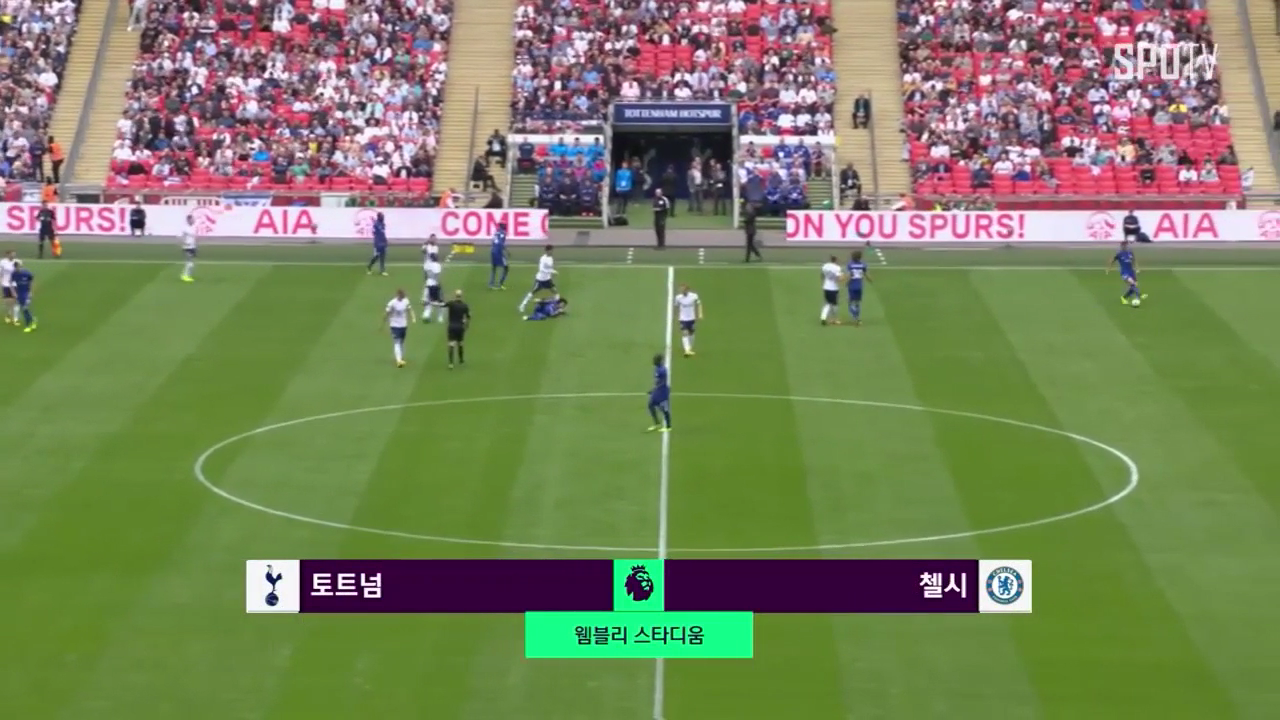 SPOTV
TOTTENHAM HOTSPUR
SPURS! AIA COME ON YOU SPURS! AIA
토트넘 첼시
CHELSEA
웸블리 스타디움